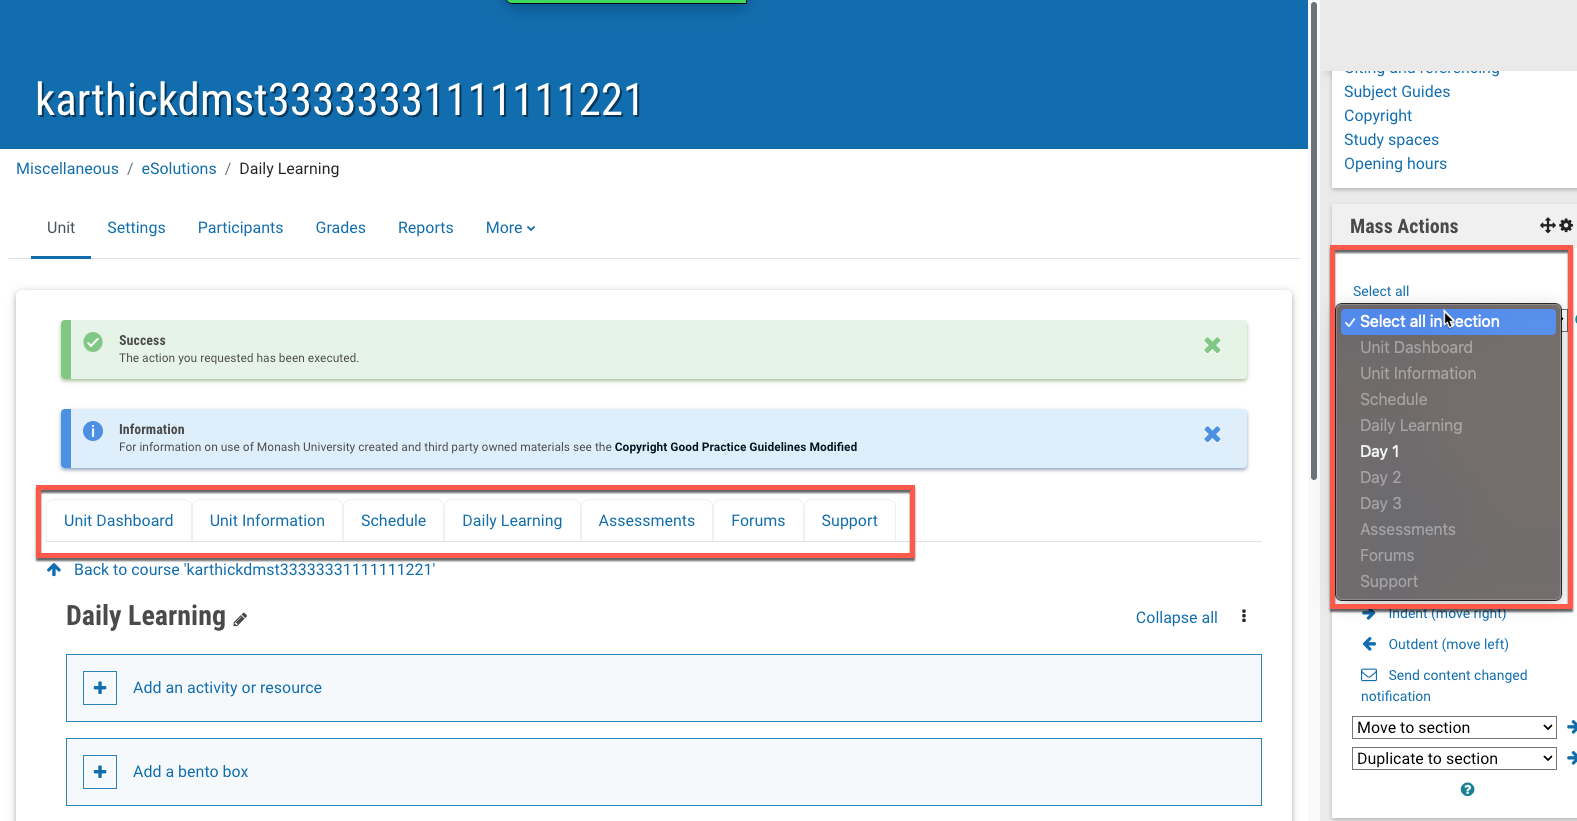 karthickdmst33333331111111221
Miscellaneous / eSolutions / Daily Learning
Unit Settings Participants Grades Reports More
Success
The action you requested has been executed.
Information
For information on use of Monash University created and third party owned materials see the Copyright Good Practice Guidelines Modified
Unit Dashboard Unit Information Schedule Daily Learning Assessments Forums Support
Back to course 'karthickdmst33333331111111221'
Daily Learning
Collapse all
Add an activity or resource
Add a bento box
Citing and referencing
Subject Guides
Copyright
Study spaces
Opening hours
Mass Actions
Select all
Select all in section
Unit Dashboard
Unit Information
Schedule
Daily Learning
Day 1
Day 2
Day 3
Assessments
Forums
Support
Indent (move right)
Outdent (move left)
Send content changed
notification
Move to section
Duplicate to section